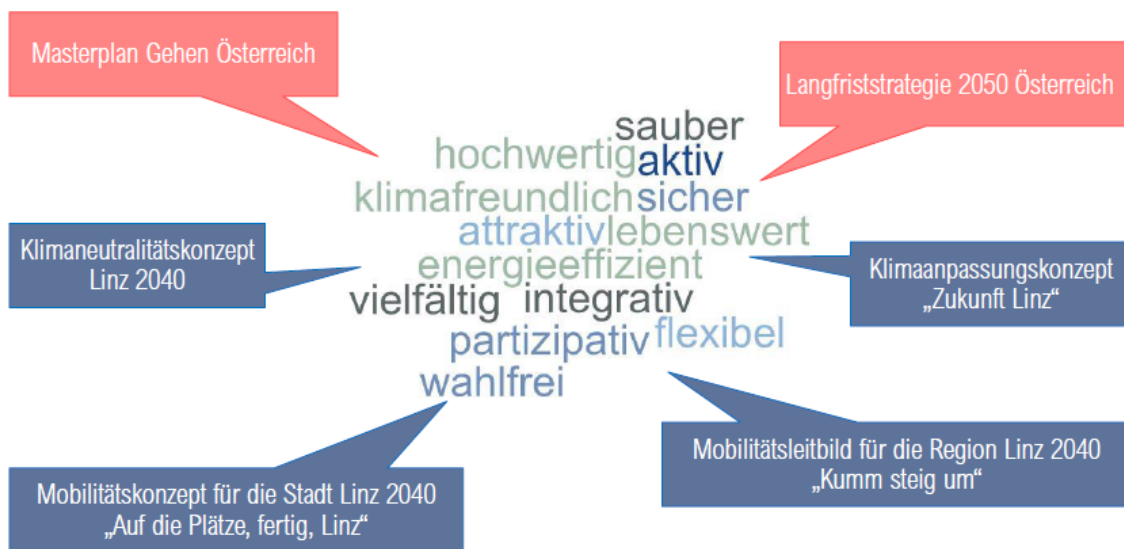 Masterplan Gehen Österreich
Langfriststrategie 2050 Österreich
sauber
hochwertig aktiv
klimafreundlich sicher
attraktiv lebenswert
energieeffizient
vielfältig integrativ
partizipativ flexibel
wahlfrei
Klimaneutralitätskonzept
Linz 2040
Klimaanpassungskonzept
„Zukunft Linz“
Mobilitätskonzept für die Stadt Linz 2040
„Auf die Plätze, fertig, Linz“
Mobilitätsleitbild für die Region Linz 2040
„Kumm steig um“